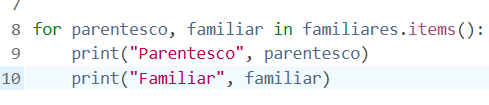 7
8 for parentesco, familiar in familiares.items():
9     print("Parentesco", parentesco)
10     print("Familiar", familiar)